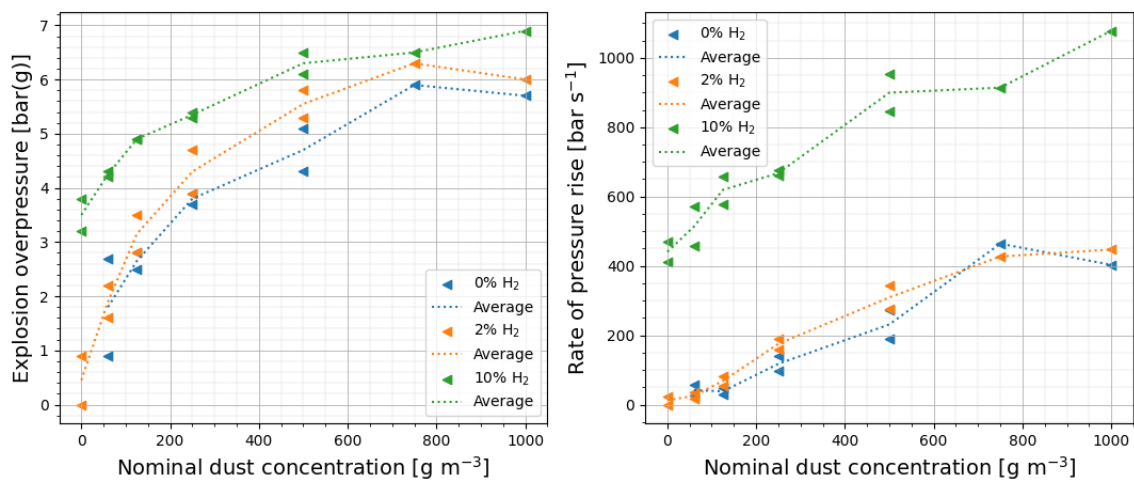 7
6
5
4
3
2
1
0
Explosion overpressure [bar(g)]
0% H₂
Average
2% H₂
Average
10% H₂
Average
0 200 400 600 800 1000
Nominal dust concentration [g m⁻³]
1000
800
600
400
200
0
Rate of pressure rise [bar s⁻¹]
0% H₂
Average
2% H₂
Average
10% H₂
Average
0 200 400 600 800 1000
Nominal dust concentration [g m⁻³]